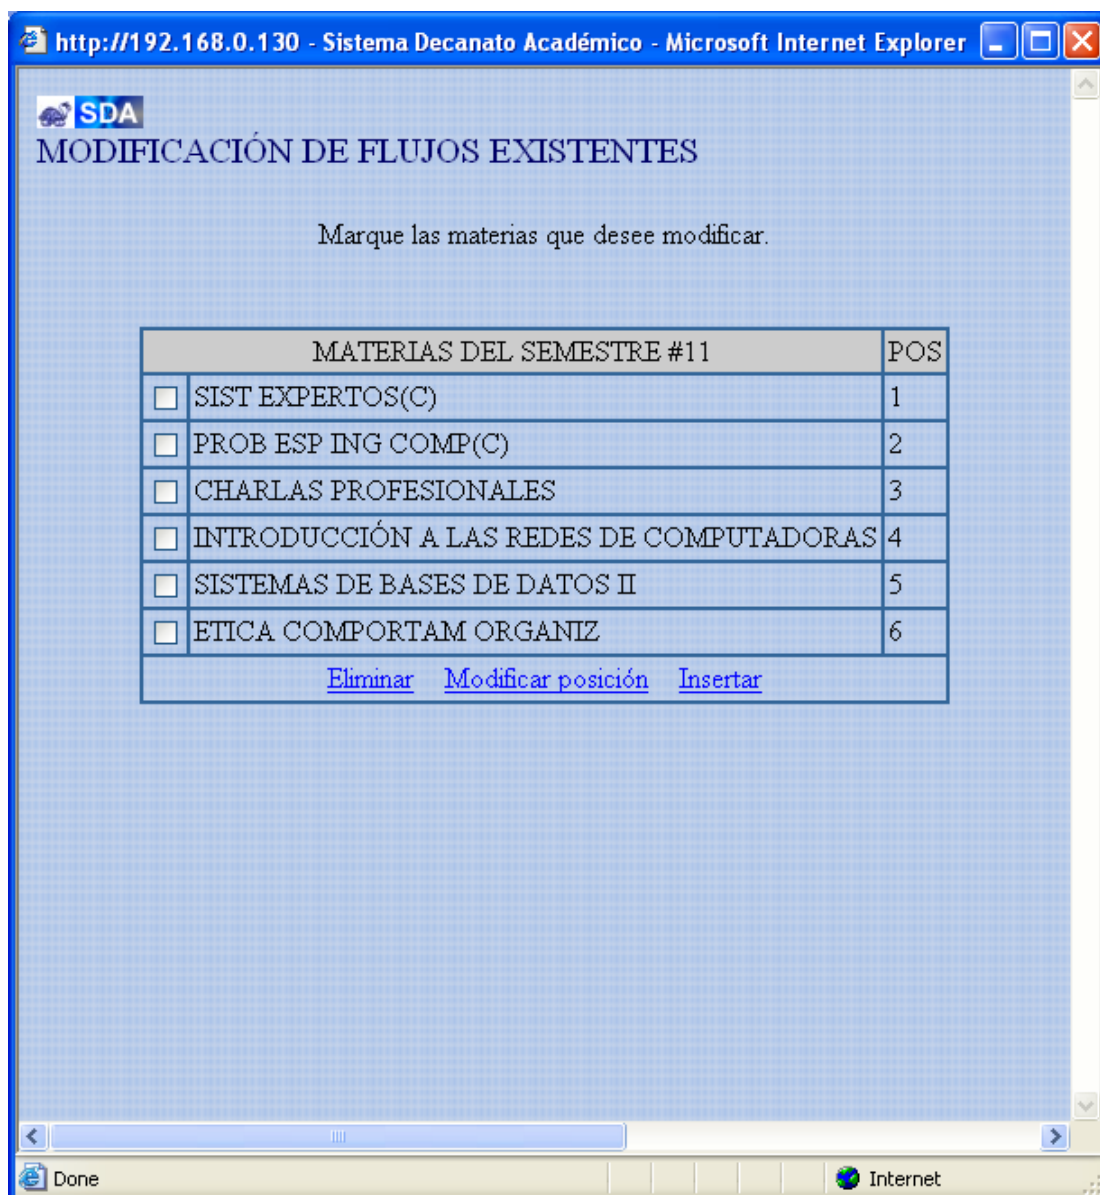 http://192.168.0.130 - Sistema Decanato Académico - Microsoft Internet Explorer
SDA
MODIFICACIÓN DE FLUJOS EXISTENTES
Marque las materias que desee modificar.
MATERIAS DEL SEMESTRE #11 POS
SIST EXPERTOS(C) 1
PROB ESP ING COMP(C) 2
CHARLAS PROFESIONALES 3
INTRODUCCIÓN A LAS REDES DE COMPUTADORAS 4
SISTEMAS DE BASES DE DATOS II 5
ETICA COMPORTAM ORGANIZ 6
Eliminar Modificar posición Insertar
Done Internet